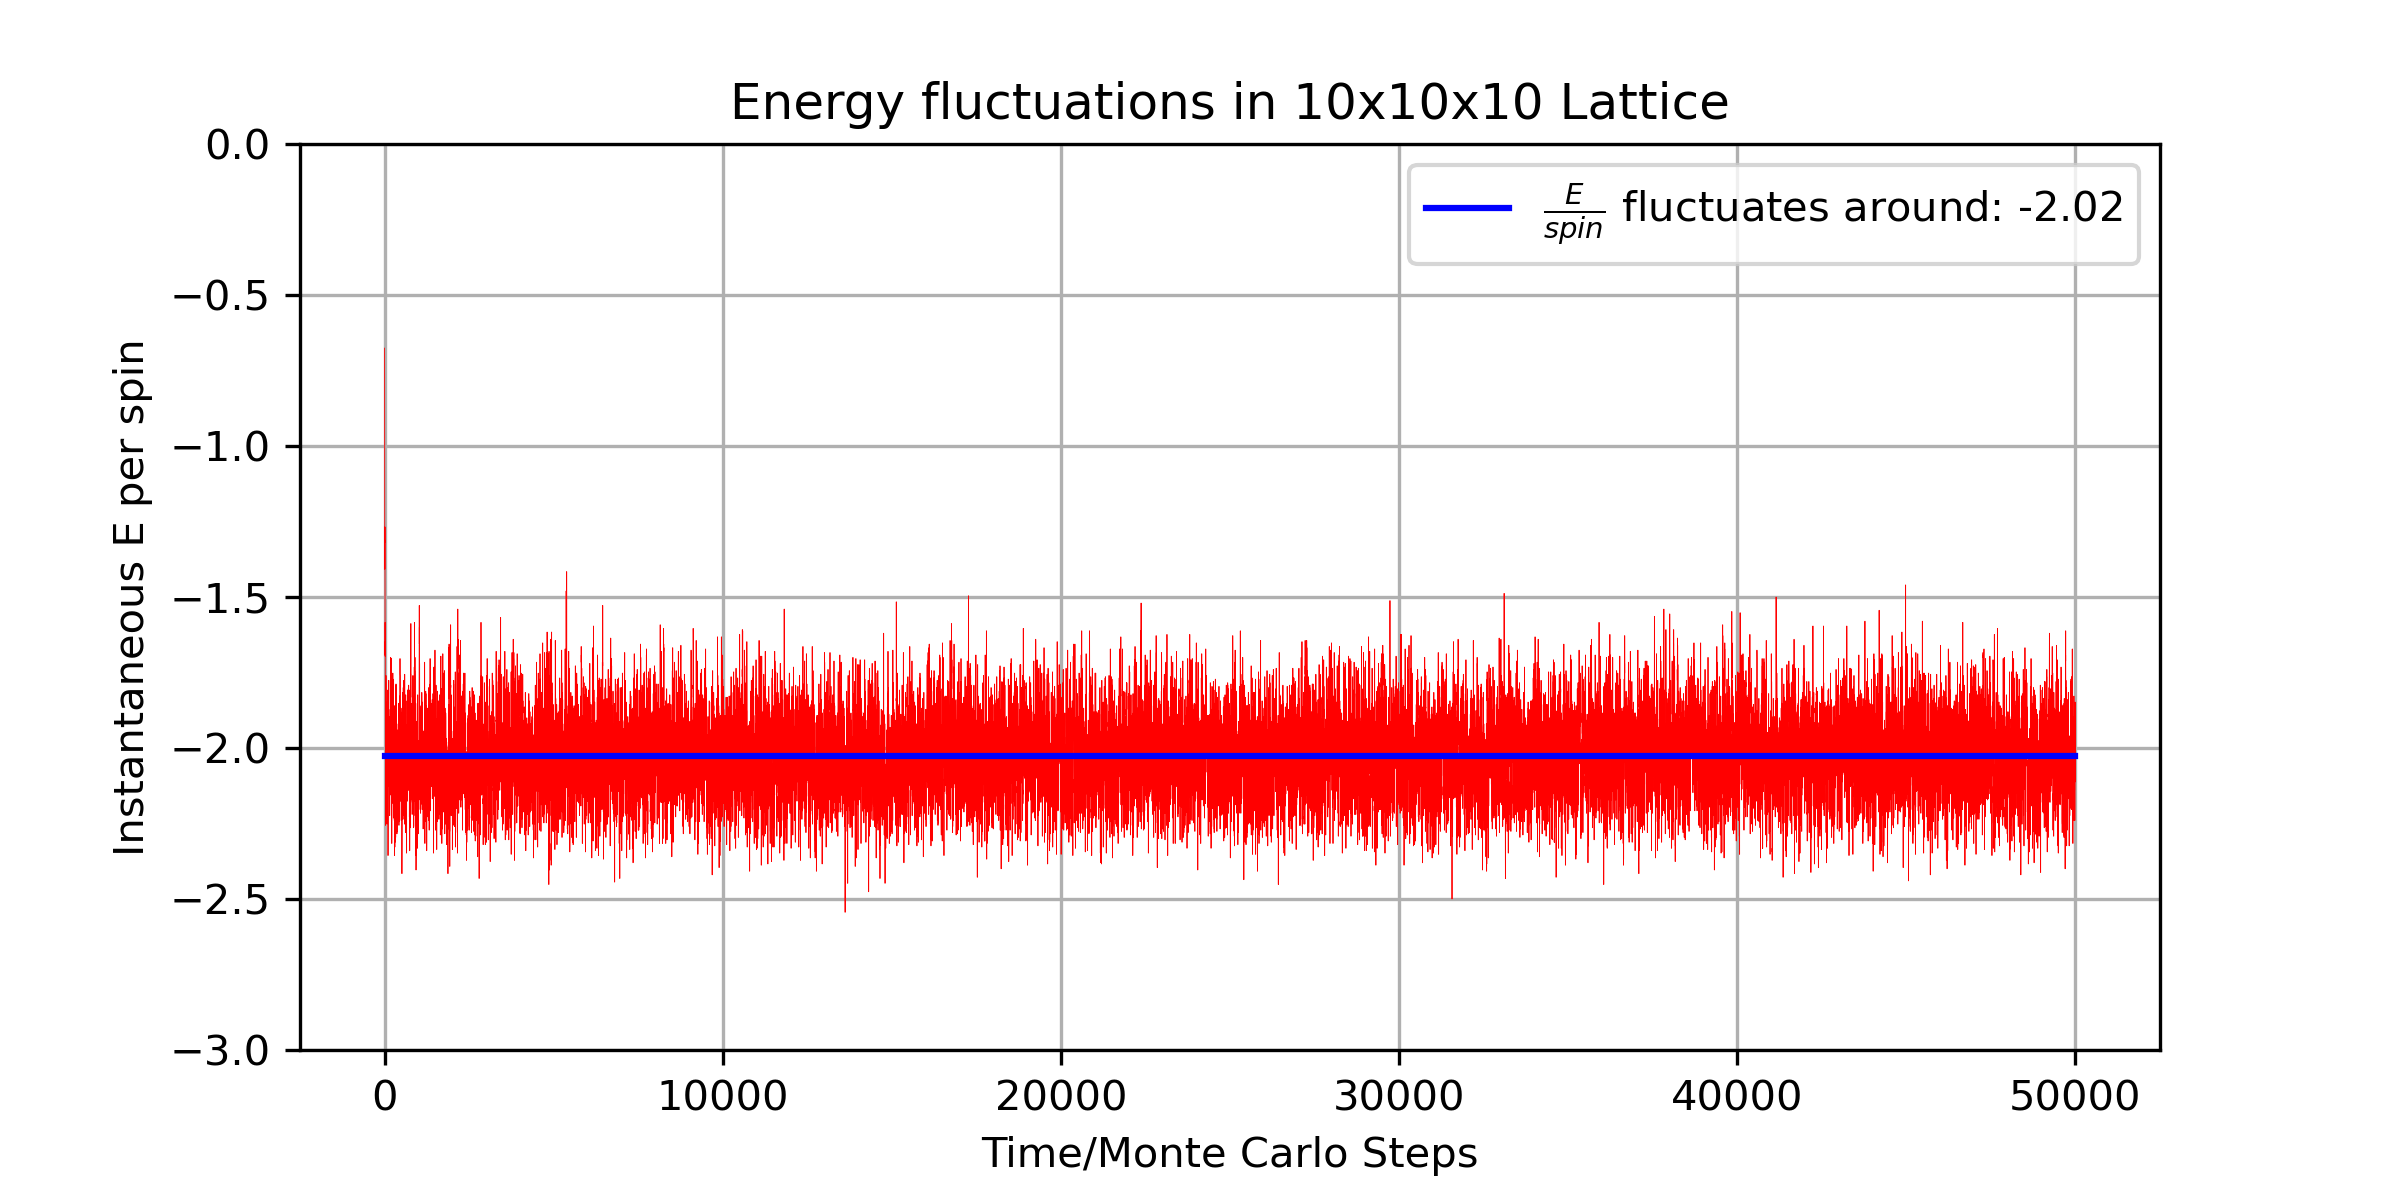 Energy fluctuations in 10x10x10 Lattice
E
spin fluctuates around: -2.02
Instantaneous E per spin
0.0
−0.5
−1.0
−1.5
−2.0
−2.5
−3.0
0 10000 20000 30000 40000 50000
Time/Monte Carlo Steps